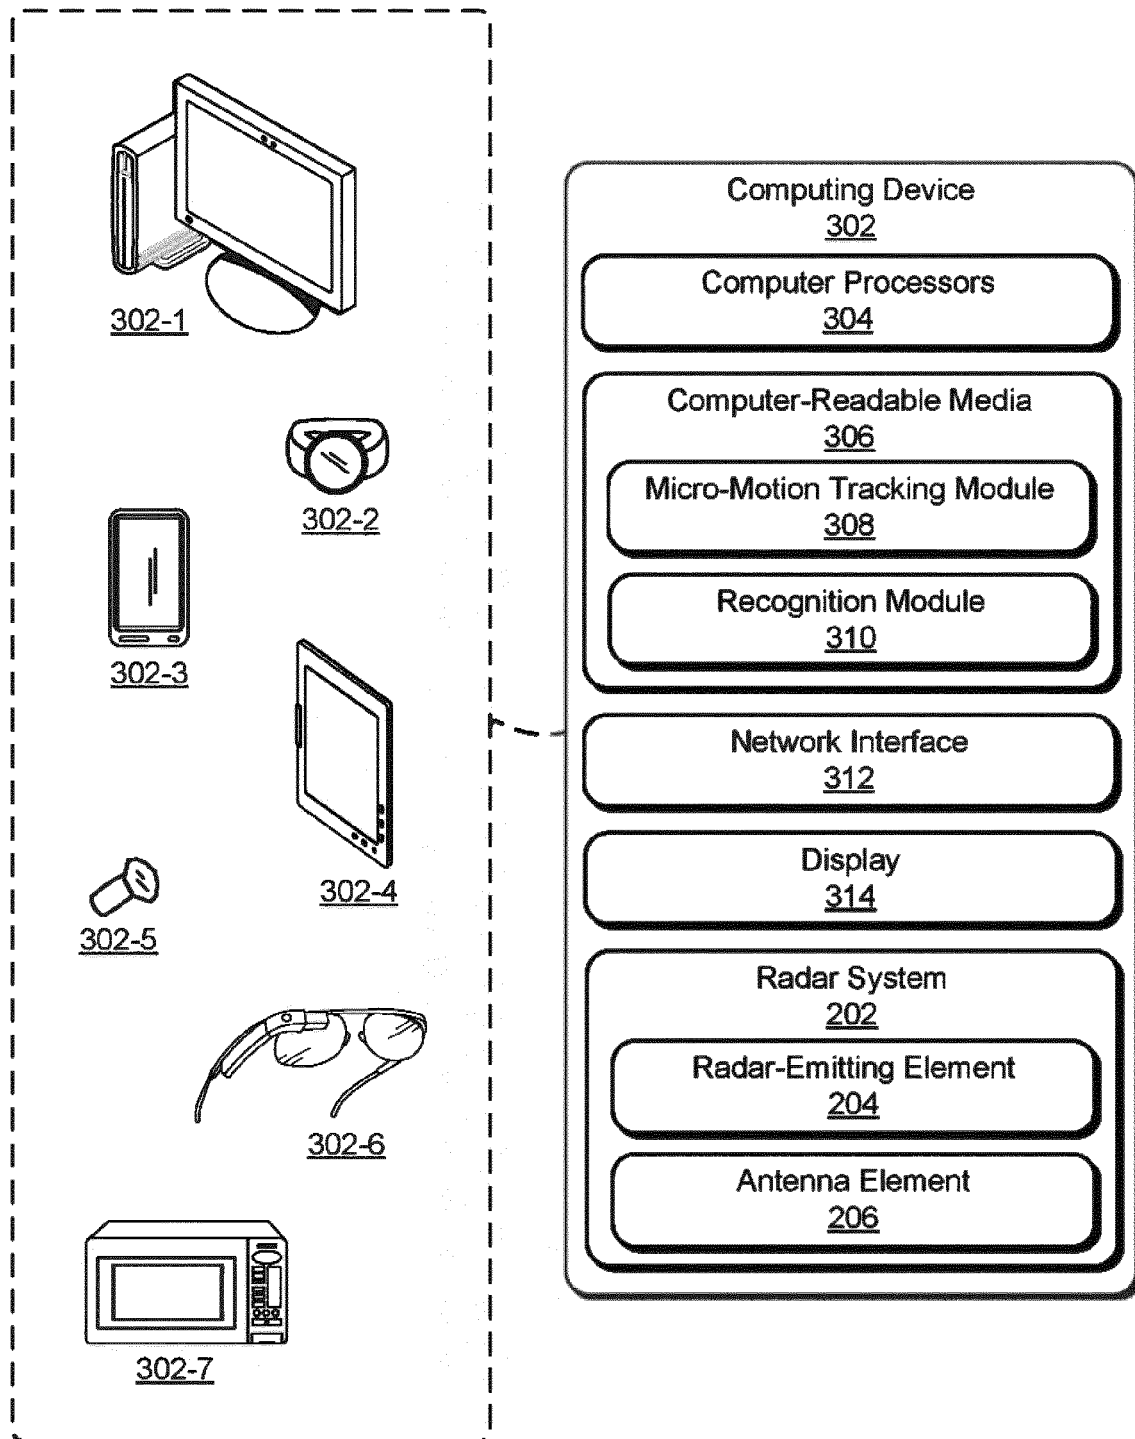 302-1
302-2
302-3
302-4
302-5
302-6
302-7
Computing Device
302
Computer Processors
304
Computer-Readable Media
306
Micro-Motion Tracking Module
308
Recognition Module
310
Network Interface
312
Display
314
Radar System
202
Radar-Emitting Element
204
Antenna Element
206